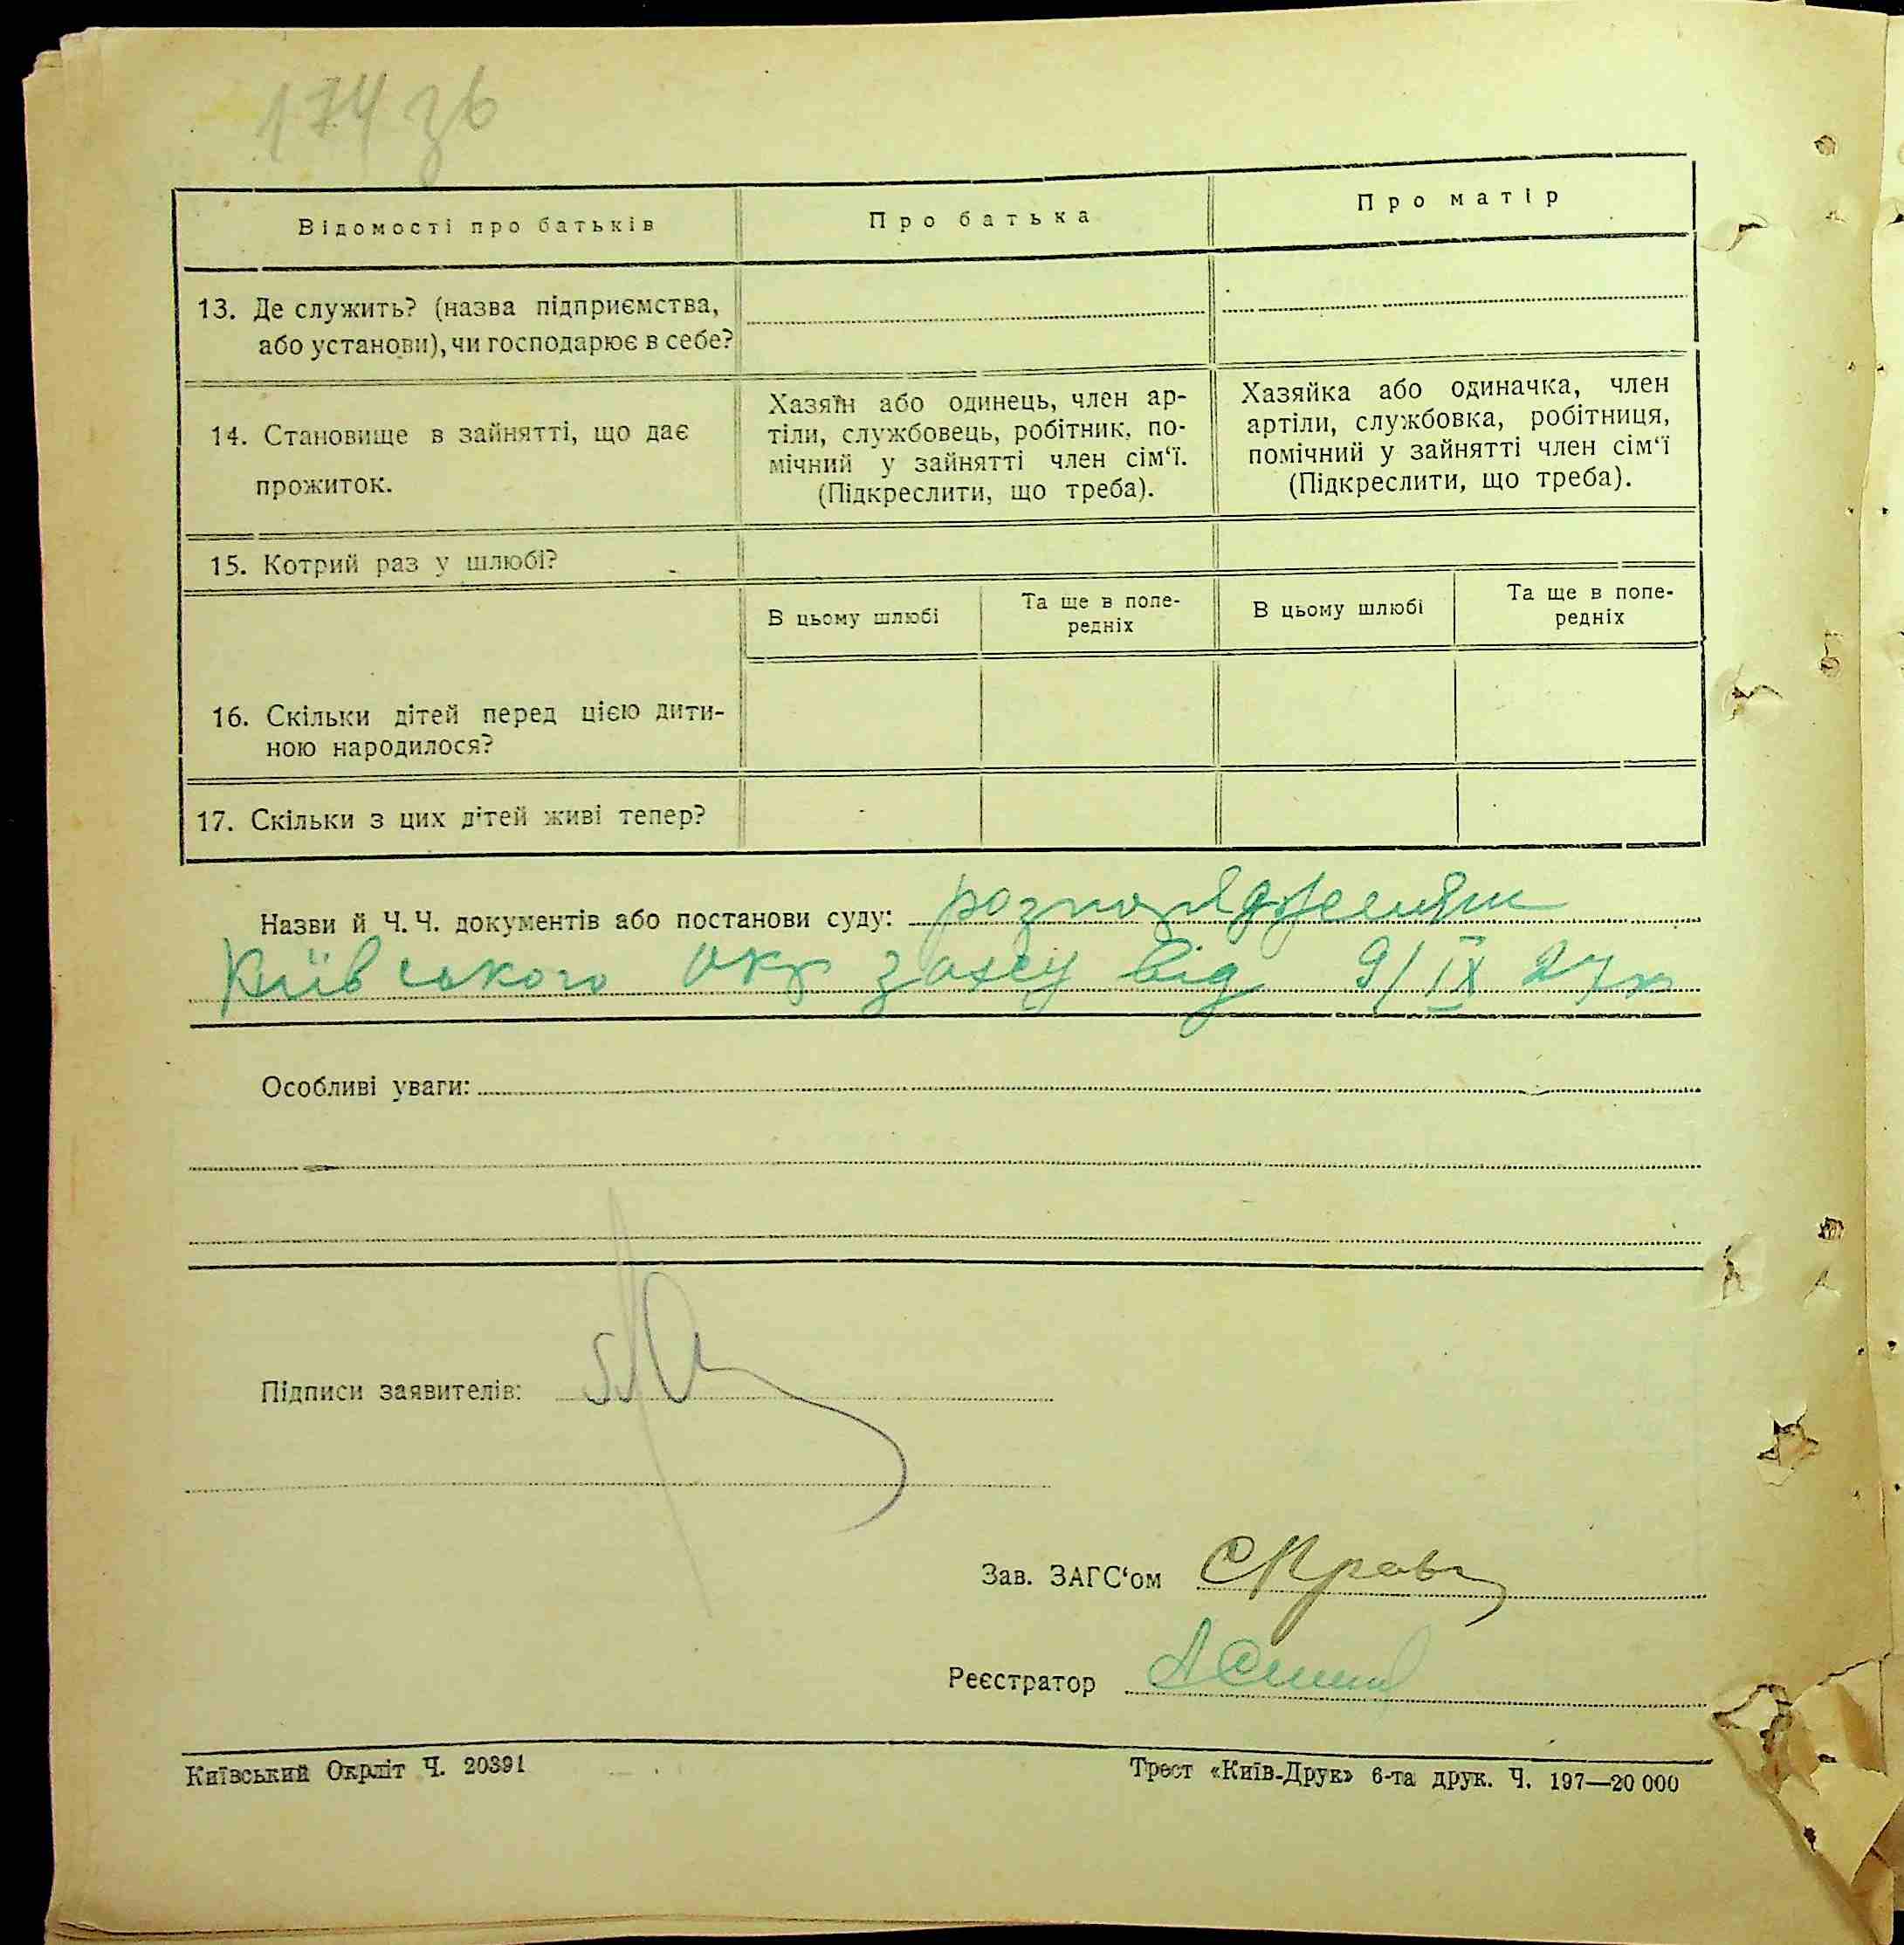 174 зв
Відомості про батьків
Про батька
Про матір
13. Де служить? (назва підприємства,
або установи), чи господарює в себе?
14. Становище в зайнятті, що дає
прожиток.
Хазяїн або одинець, член ар-
тіли, службовець, робітник, по-
мічний у зайнятті член сім‘ї.
(Підкреслити, що треба).
Хазяйка або одиначка, член
артіли, службовка, робітниця,
помічний у зайнятті член сім‘ї
(Підкреслити, що треба).
15. Котрий раз у шлюбі?
В цьому шлюбі
Та ще в попе-
редніх
В цьому шлюбі
Та ще в попе-
редніх
16. Скільки дітей перед цією дити-
ною народилося?
17. Скільки з цих дітей живі тепер?
Назви й Ч. Ч. документів або постанови суду: розпорядження
Київського окр загсу від 9/IX 27р
Особливі уваги:
Підписи заявителів:
Зав. ЗАГС‘ом
Реєстратор
Київський Окрліт Ч. 20391
Трест «Київ-Друк» 6-та друк. Ч. 197—20 000